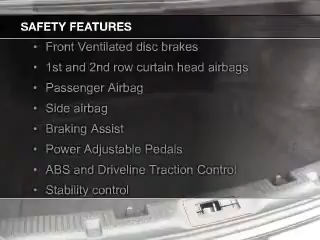 SAFETY FEATURES
• Front Ventilated disc brakes
• 1st and 2nd row curtain head airbags
• Passenger Airbag
• Side airbag
• Braking Assist
• Power Adjustable Pedals
• ABS and Driveline Traction Control
• Stability control